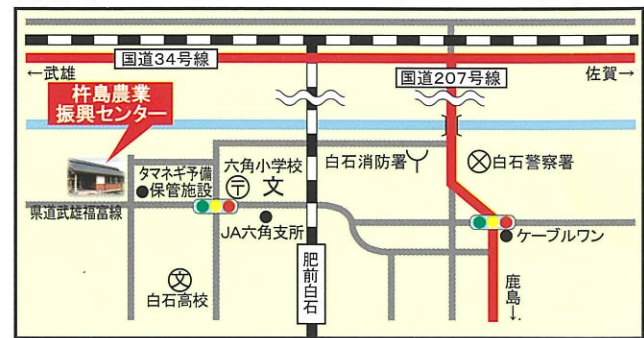 国道34号線
←武雄
国道207号線
佐賀→
杵島農業
振興センター
タマネギ予備
保管施設
六角小学校
〒
文
白石消防署
白石警察署
県道武雄福富線
JA六角支所
ケーブルワン
文
白石高校
肥前白石
鹿島↓